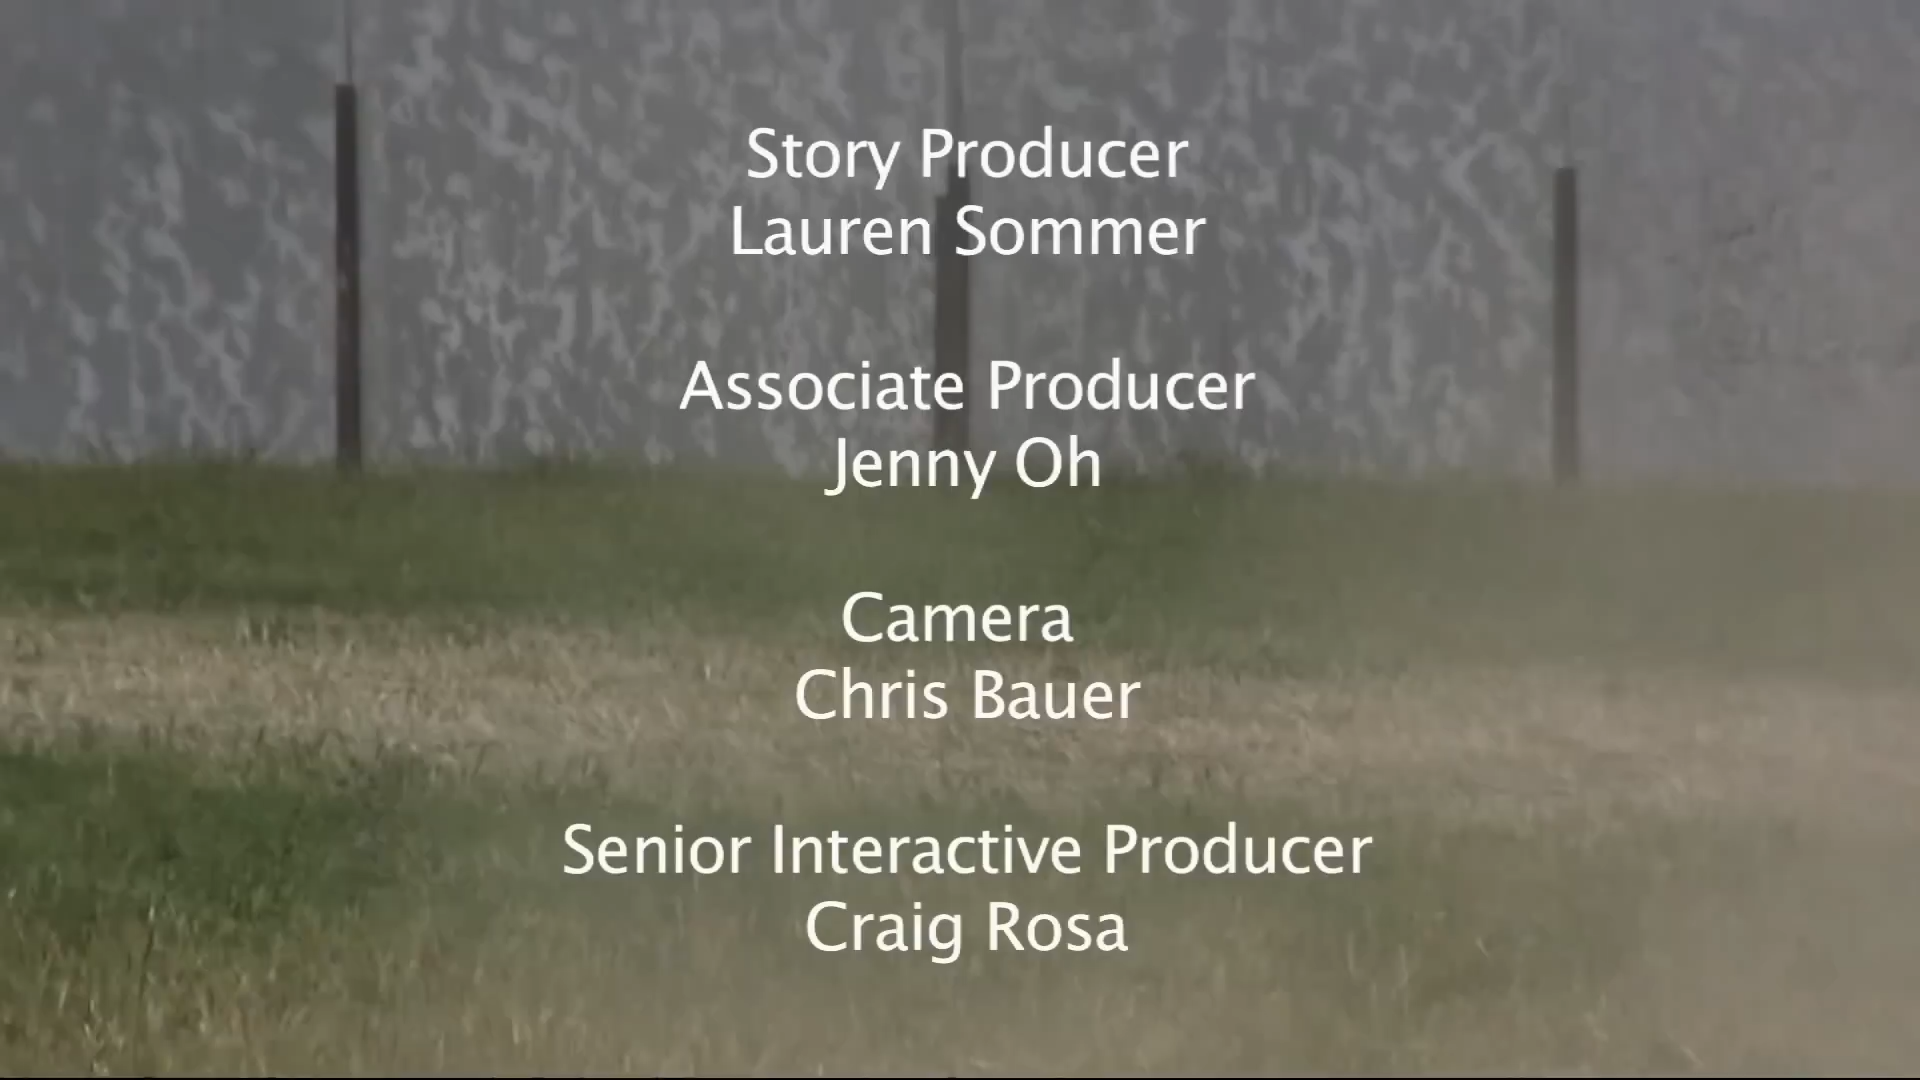 Story Producer
Lauren Sommer
Associate Producer
Jenny Oh
Camera
Chris Bauer
Senior Interactive Producer
Craig Rosa